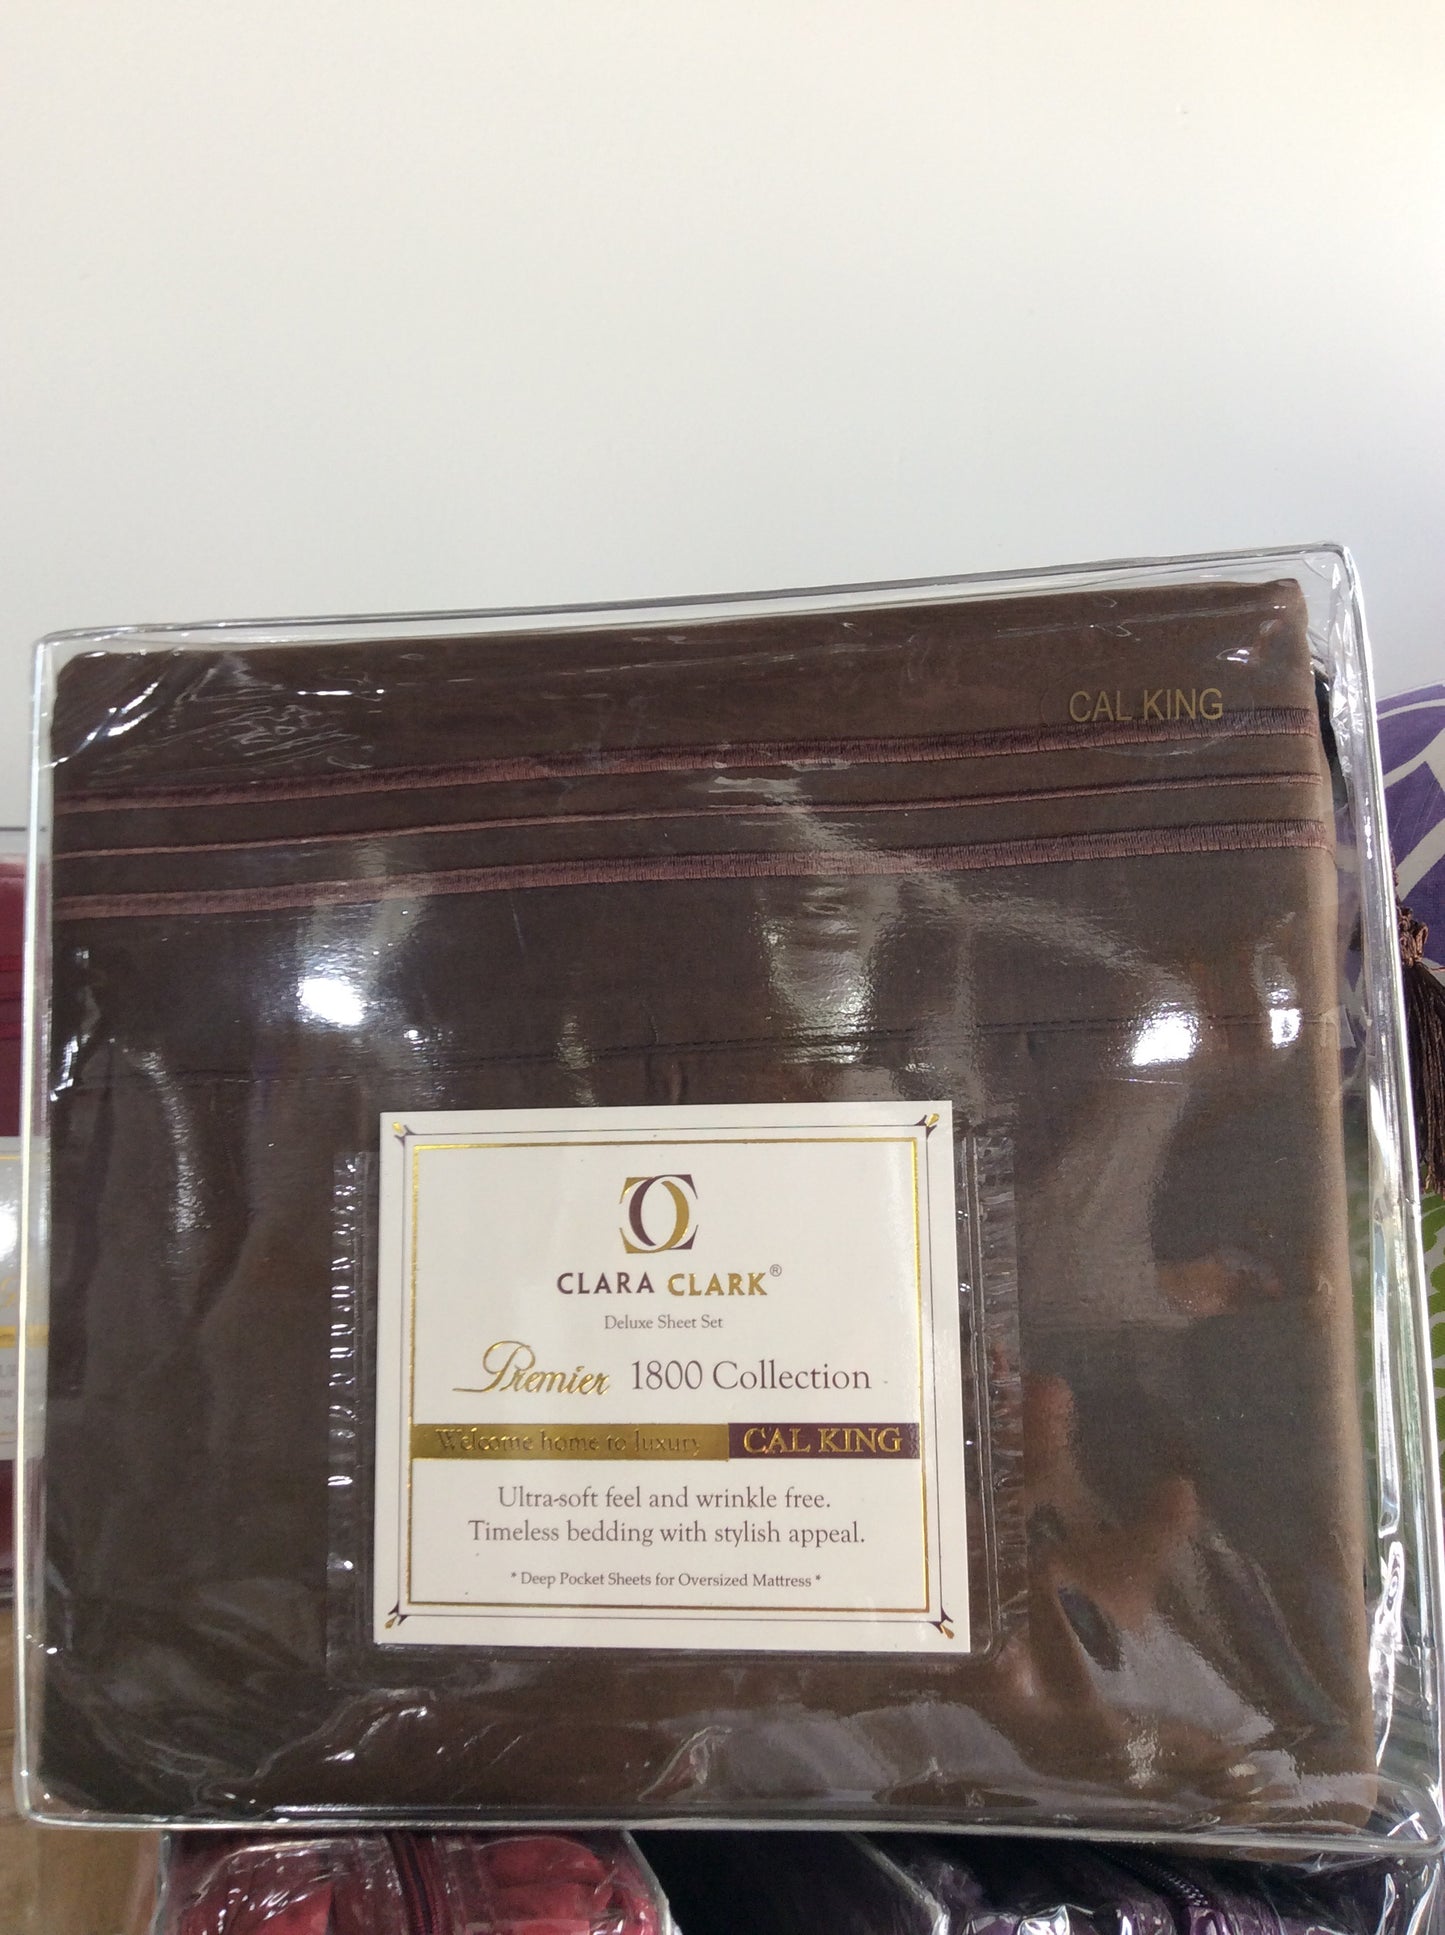 CAL KING
CLARA CLARK®
Deluxe Sheet Set
Premier 1800 Collection
Welcome home to luxury CAL KING
Ultra-soft feel and wrinkle free.
Timeless bedding with stylish appeal.
* Deep Pocket Sheets for Oversized Mattress *